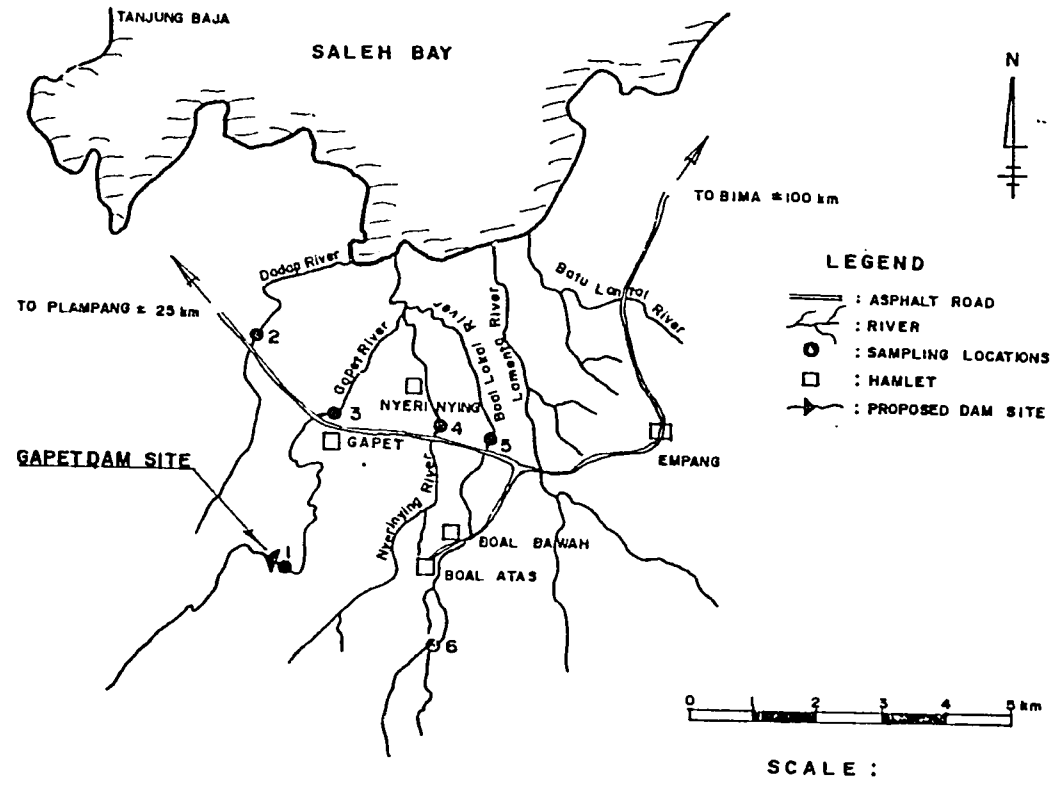 TANJUNG BAJA
SALEH BAY
N
TO BIMA ± 100 km
Dodap River
Batu Lantai River
LEGEND
TO PLAMPANG ± 25 km
: ASPHALT ROAD
: RIVER
: SAMPLING LOCATIONS
: HAMLET
: PROPOSED DAM SITE
2
Gapet River
Boal Lokal River
Lamenta River
NYERI NYING
3
4
5
GAPET
EMPANG
GAPET DAM SITE
Nyerinying River
1
BOAL BAWAH
BOAL ATAS
6
0 1 2 3 4 5 km
SCALE :